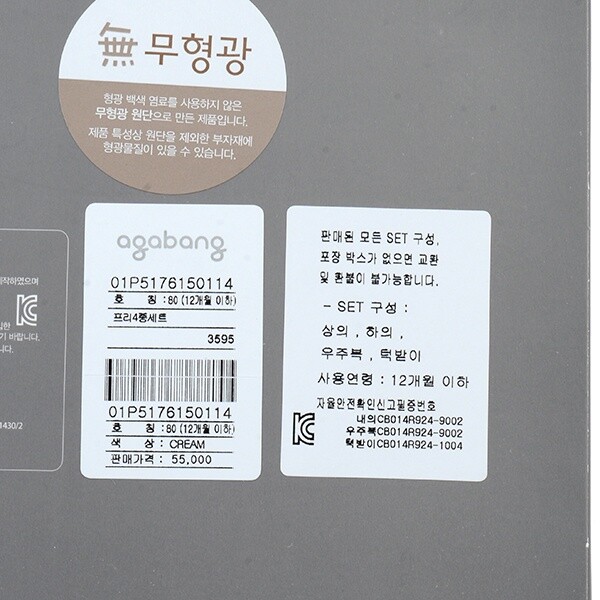 無 무형광
형광 백색 염료를 사용하지 않은
무형광 원단으로 만든 제품입니다.
제품 특성상 원단을 제외한 부자재에
형광물질이 있을 수 있습니다.
agabang
01P5176150114
호 칭 : 80 (12개월 이하)
프리4종세트
3595
01P5176150114
호 칭 : 80 (12개월 이하)
색 상 : CREAM
판매가격 : 55,000
판매된 모든 SET 구성,
포장 박스가 없으면 교환
및 환불이 불가능합니다.
- SET 구성 :
상의 , 하의 ,
우주복 , 턱받이
사용연령 : 12개월 이하
자율안전확인신고필증번호
내의CB014R924-9002
우주복CB014R924-9002
턱받이CB014R924-1004
바랍니다.
1430/2